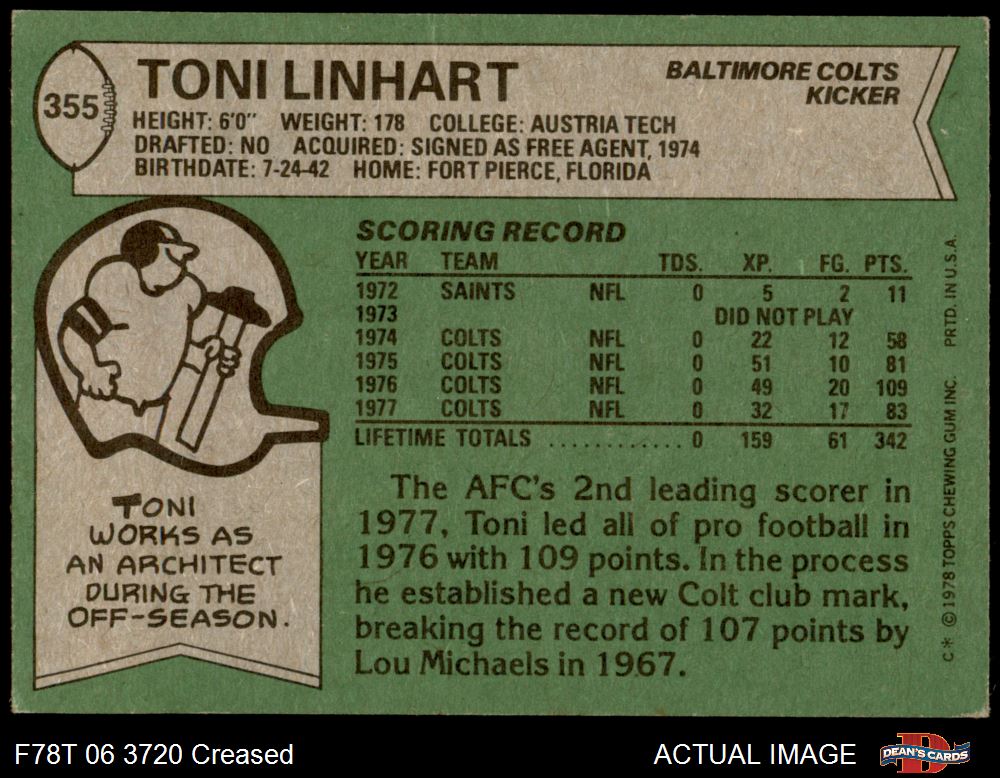 355
TONI LINHART
BALTIMORE COLTS
KICKER
HEIGHT: 6'0" WEIGHT: 178 COLLEGE: AUSTRIA TECH
DRAFTED: NO ACQUIRED: SIGNED AS FREE AGENT, 1974
BIRTHDATE: 7-24-42 HOME: FORT PIERCE, FLORIDA
SCORING RECORD
YEAR TEAM TDS. XP. FG. PTS.
1972 SAINTS NFL 0 5 2 11
1973 DID NOT PLAY
1974 COLTS NFL 0 22 12 58
1975 COLTS NFL 0 51 10 81
1976 COLTS NFL 0 49 20 109
1977 COLTS NFL 0 32 17 83
LIFETIME TOTALS ............ 0 159 61 342
TONI
WORKS AS
AN ARCHITECT
DURING THE
OFF-SEASON.
The AFC's 2nd leading scorer in
1977, Toni led all of pro football in
1976 with 109 points. In the process
he established a new Colt club mark,
breaking the record of 107 points by
Lou Michaels in 1967.
C* © 1978 TOPPS CHEWING GUM INC. PRTD. IN U.S.A.
F78T 06 3720 Creased
ACTUAL IMAGE
DEAN'S CARDS